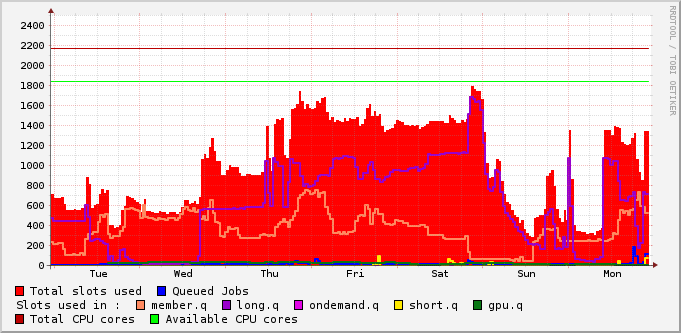 2400
2200
2000
1800
1600
1400
1200
1000
800
600
400
200
0
Tue Wed Thu Fri Sat Sun Mon
Total slots used Queued Jobs
Slots used in : member.q long.q ondemand.q short.q gpu.q
Total CPU cores Available CPU cores
RRDTOOL / TOBI OETIKER